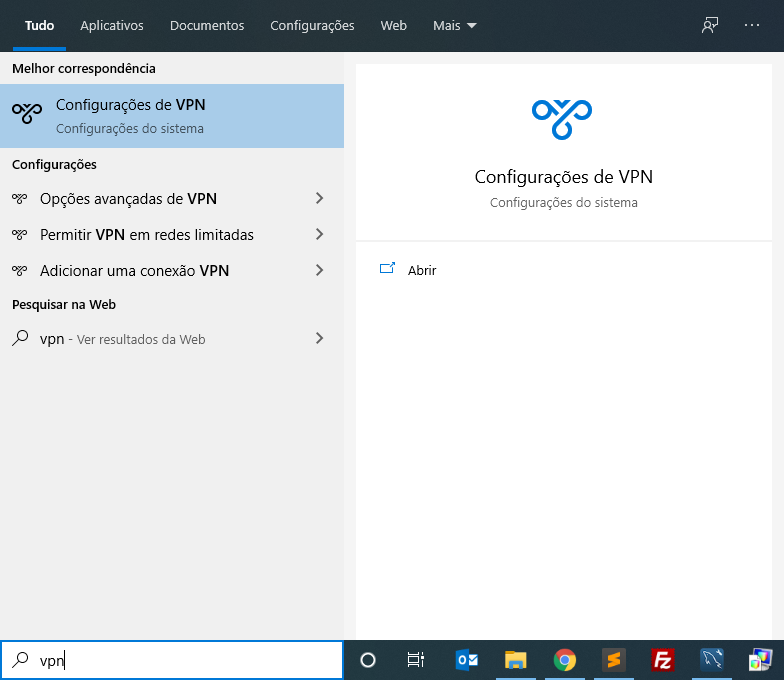 Tudo Aplicativos Documentos Configurações Web Mais
Melhor correspondência
Configurações de VPN
Configurações do sistema
Configurações
Opções avançadas de VPN
Permitir VPN em redes limitadas
Adicionar uma conexão VPN
Pesquisar na Web
vpn - Ver resultados da Web
Configurações de VPN
Configurações do sistema
Abrir
vpn